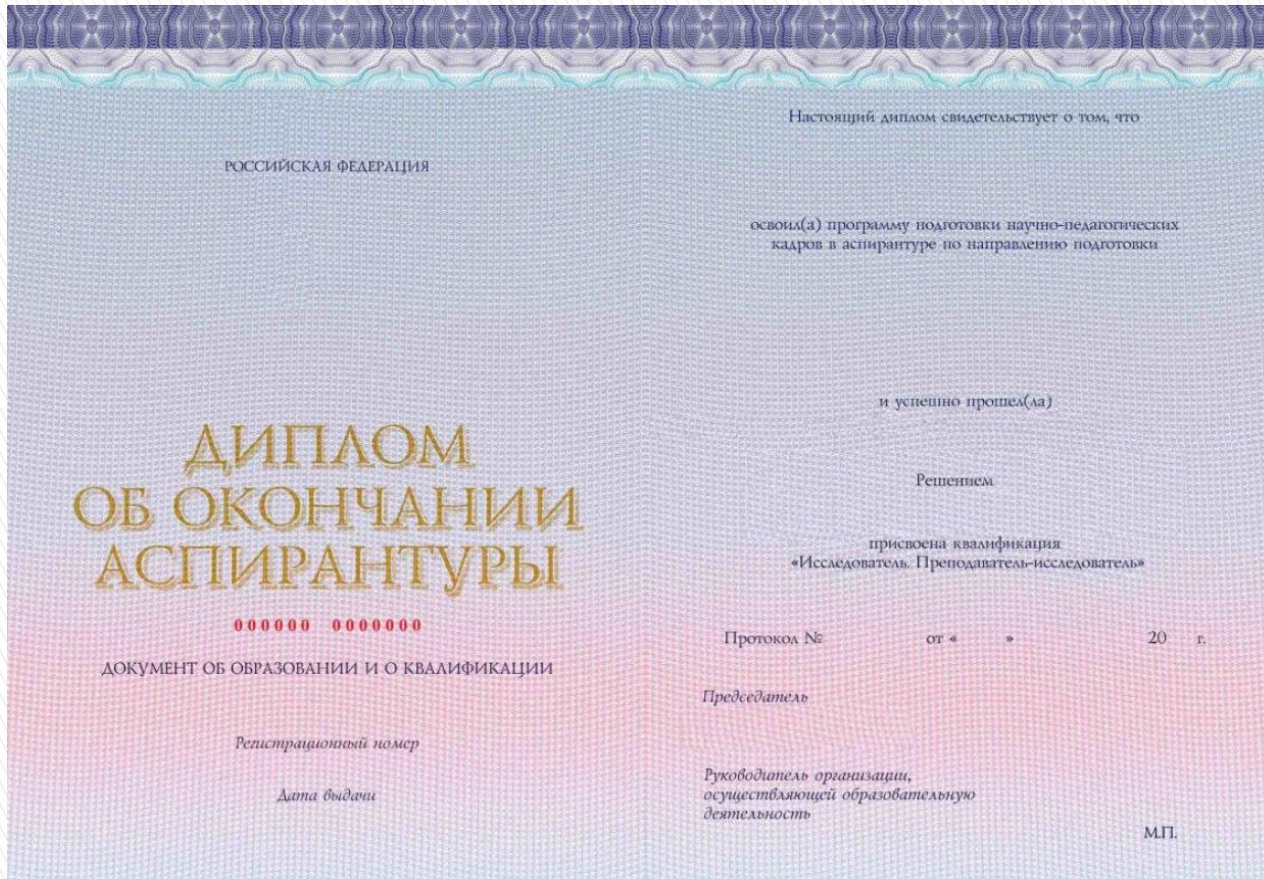 РОССИЙСКАЯ ФЕДЕРАЦИЯ
ДИПЛОМ
ОБ ОКОНЧАНИИ
АСПИРАНТУРЫ
000000 0000000
ДОКУМЕНТ ОБ ОБРАЗОВАНИИ И О КВАЛИФИКАЦИИ
Регистрационный номер
Дата выдачи
Настоящий диплом свидетельствует о том, что
освоил(а) программу подготовки научно-педагогических
кадров в аспирантуре по направлению подготовки
и успешно прошел(ла)
Решением
присвоена квалификация
«Исследователь. Преподаватель-исследователь»
Протокол № от « » 20 г.
Председатель
Руководитель организации,
осуществляющей образовательную
деятельность
М.П.